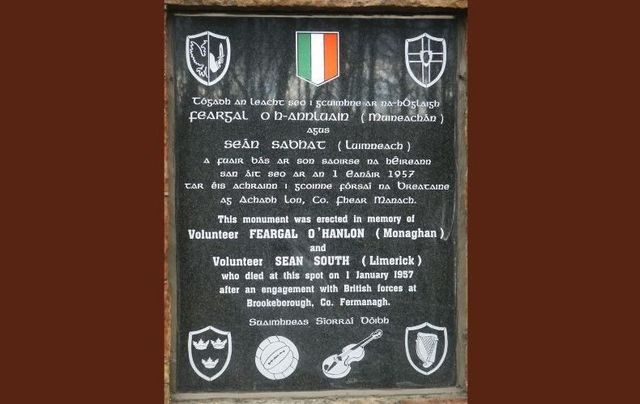 Tógadh an leacht seo i gcuimhne ar na-hÓglaigh
FEARGAL O h-ANNLUAIN ( Muineachán )
agus
SEÁN SABHAT ( Luimneach )
a fuair bás ar son saoirse na hÉireann
san áit seo ar an 1 Eanáir 1957
tar éis achrainn i gcoinne fórsaí na Breataine
ag Achadh Lon, Co. Fhear Manach.
This monument was erected in memory of
Volunteer FEARGAL O'HANLON ( Monaghan )
and
Volunteer SEAN SOUTH ( Limerick )
who died at this spot on 1 January 1957
after an engagement with British forces at
Brookeborough, Co. Fermanagh.
Suaimhneas Síorraí Dóibh